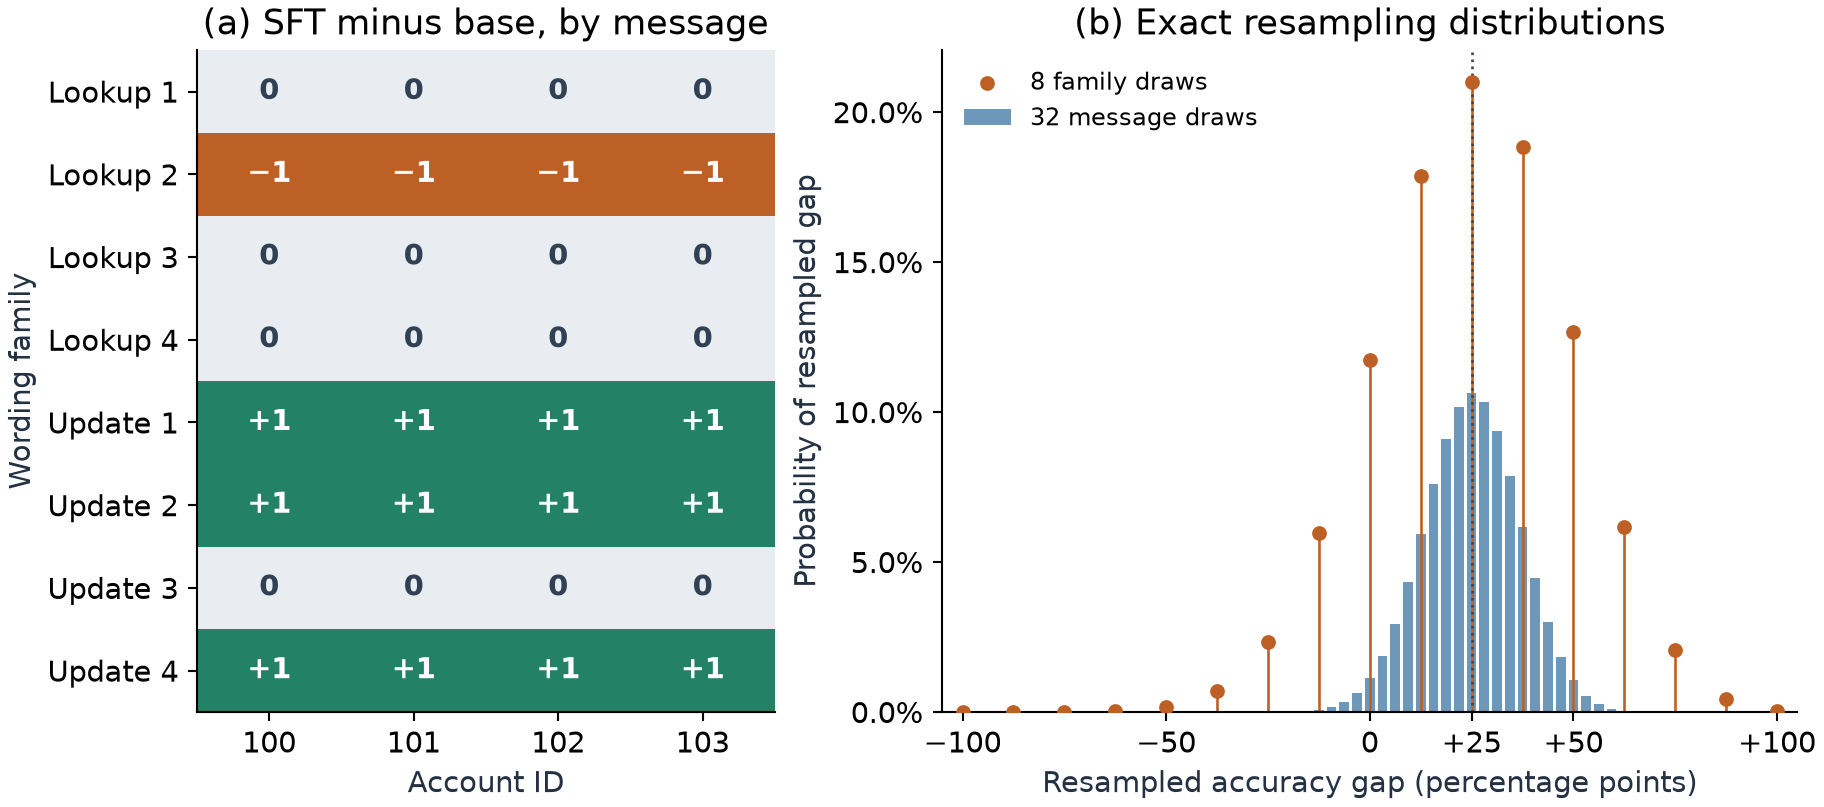 (a) SFT minus base, by message
Wording family
Lookup 1 0 0 0 0
Lookup 2 −1 −1 −1 −1
Lookup 3 0 0 0 0
Lookup 4 0 0 0 0
Update 1 +1 +1 +1 +1
Update 2 +1 +1 +1 +1
Update 3 0 0 0 0
Update 4 +1 +1 +1 +1
100 101 102 103
Account ID
(b) Exact resampling distributions
8 family draws
32 message draws
Probability of resampled gap
20.0%
15.0%
10.0%
5.0%
0.0%
−100 −50 0 +25 +50 +100
Resampled accuracy gap (percentage points)